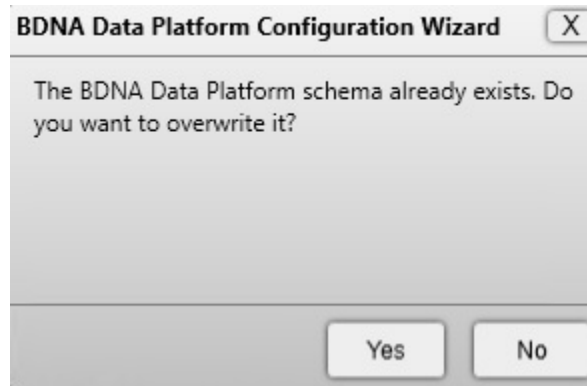 BDNA Data Platform Configuration Wizard X
The BDNA Data Platform schema already exists. Do
you want to overwrite it?
Yes No